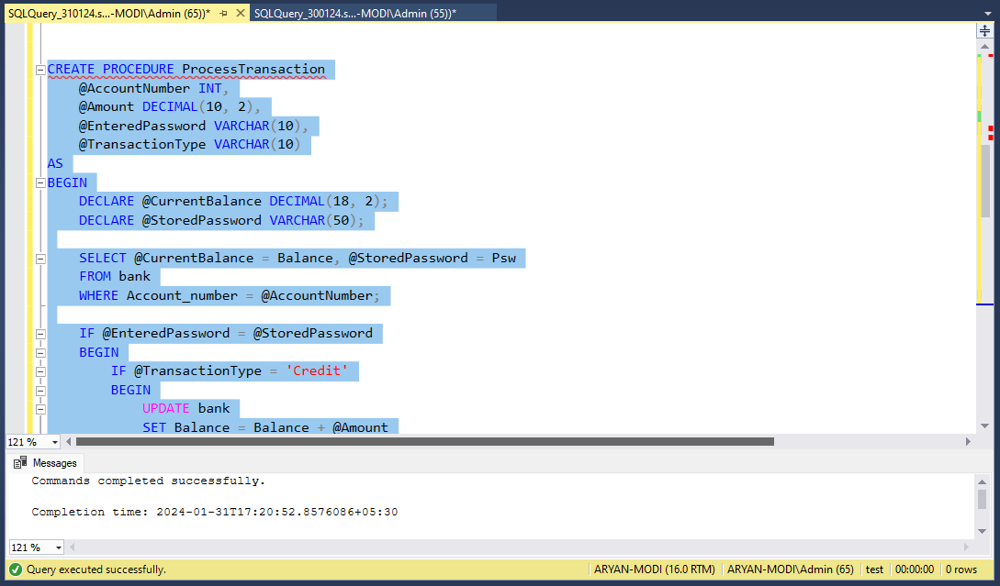 SQLQuery_310124.s...-MODI\Admin (65))* SQLQuery_300124.s...-MODI\Admin (55))*
CREATE PROCEDURE ProcessTransaction
@AccountNumber INT,
@Amount DECIMAL(10, 2),
@EnteredPassword VARCHAR(10),
@TransactionType VARCHAR(10)
AS
BEGIN
DECLARE @CurrentBalance DECIMAL(18, 2);
DECLARE @StoredPassword VARCHAR(50);
SELECT @CurrentBalance = Balance, @StoredPassword = Psw
FROM bank
WHERE Account_number = @AccountNumber;
IF @EnteredPassword = @StoredPassword
BEGIN
IF @TransactionType = 'Credit'
BEGIN
UPDATE bank
SET Balance = Balance + @Amount
121 %
Messages
Commands completed successfully.
Completion time: 2024-01-31T17:20:52.8576086+05:30
121 %
Query executed successfully. ARYAN-MODI (16.0 RTM) ARYAN-MODI\Admin (65) test 00:00:00 0 rows